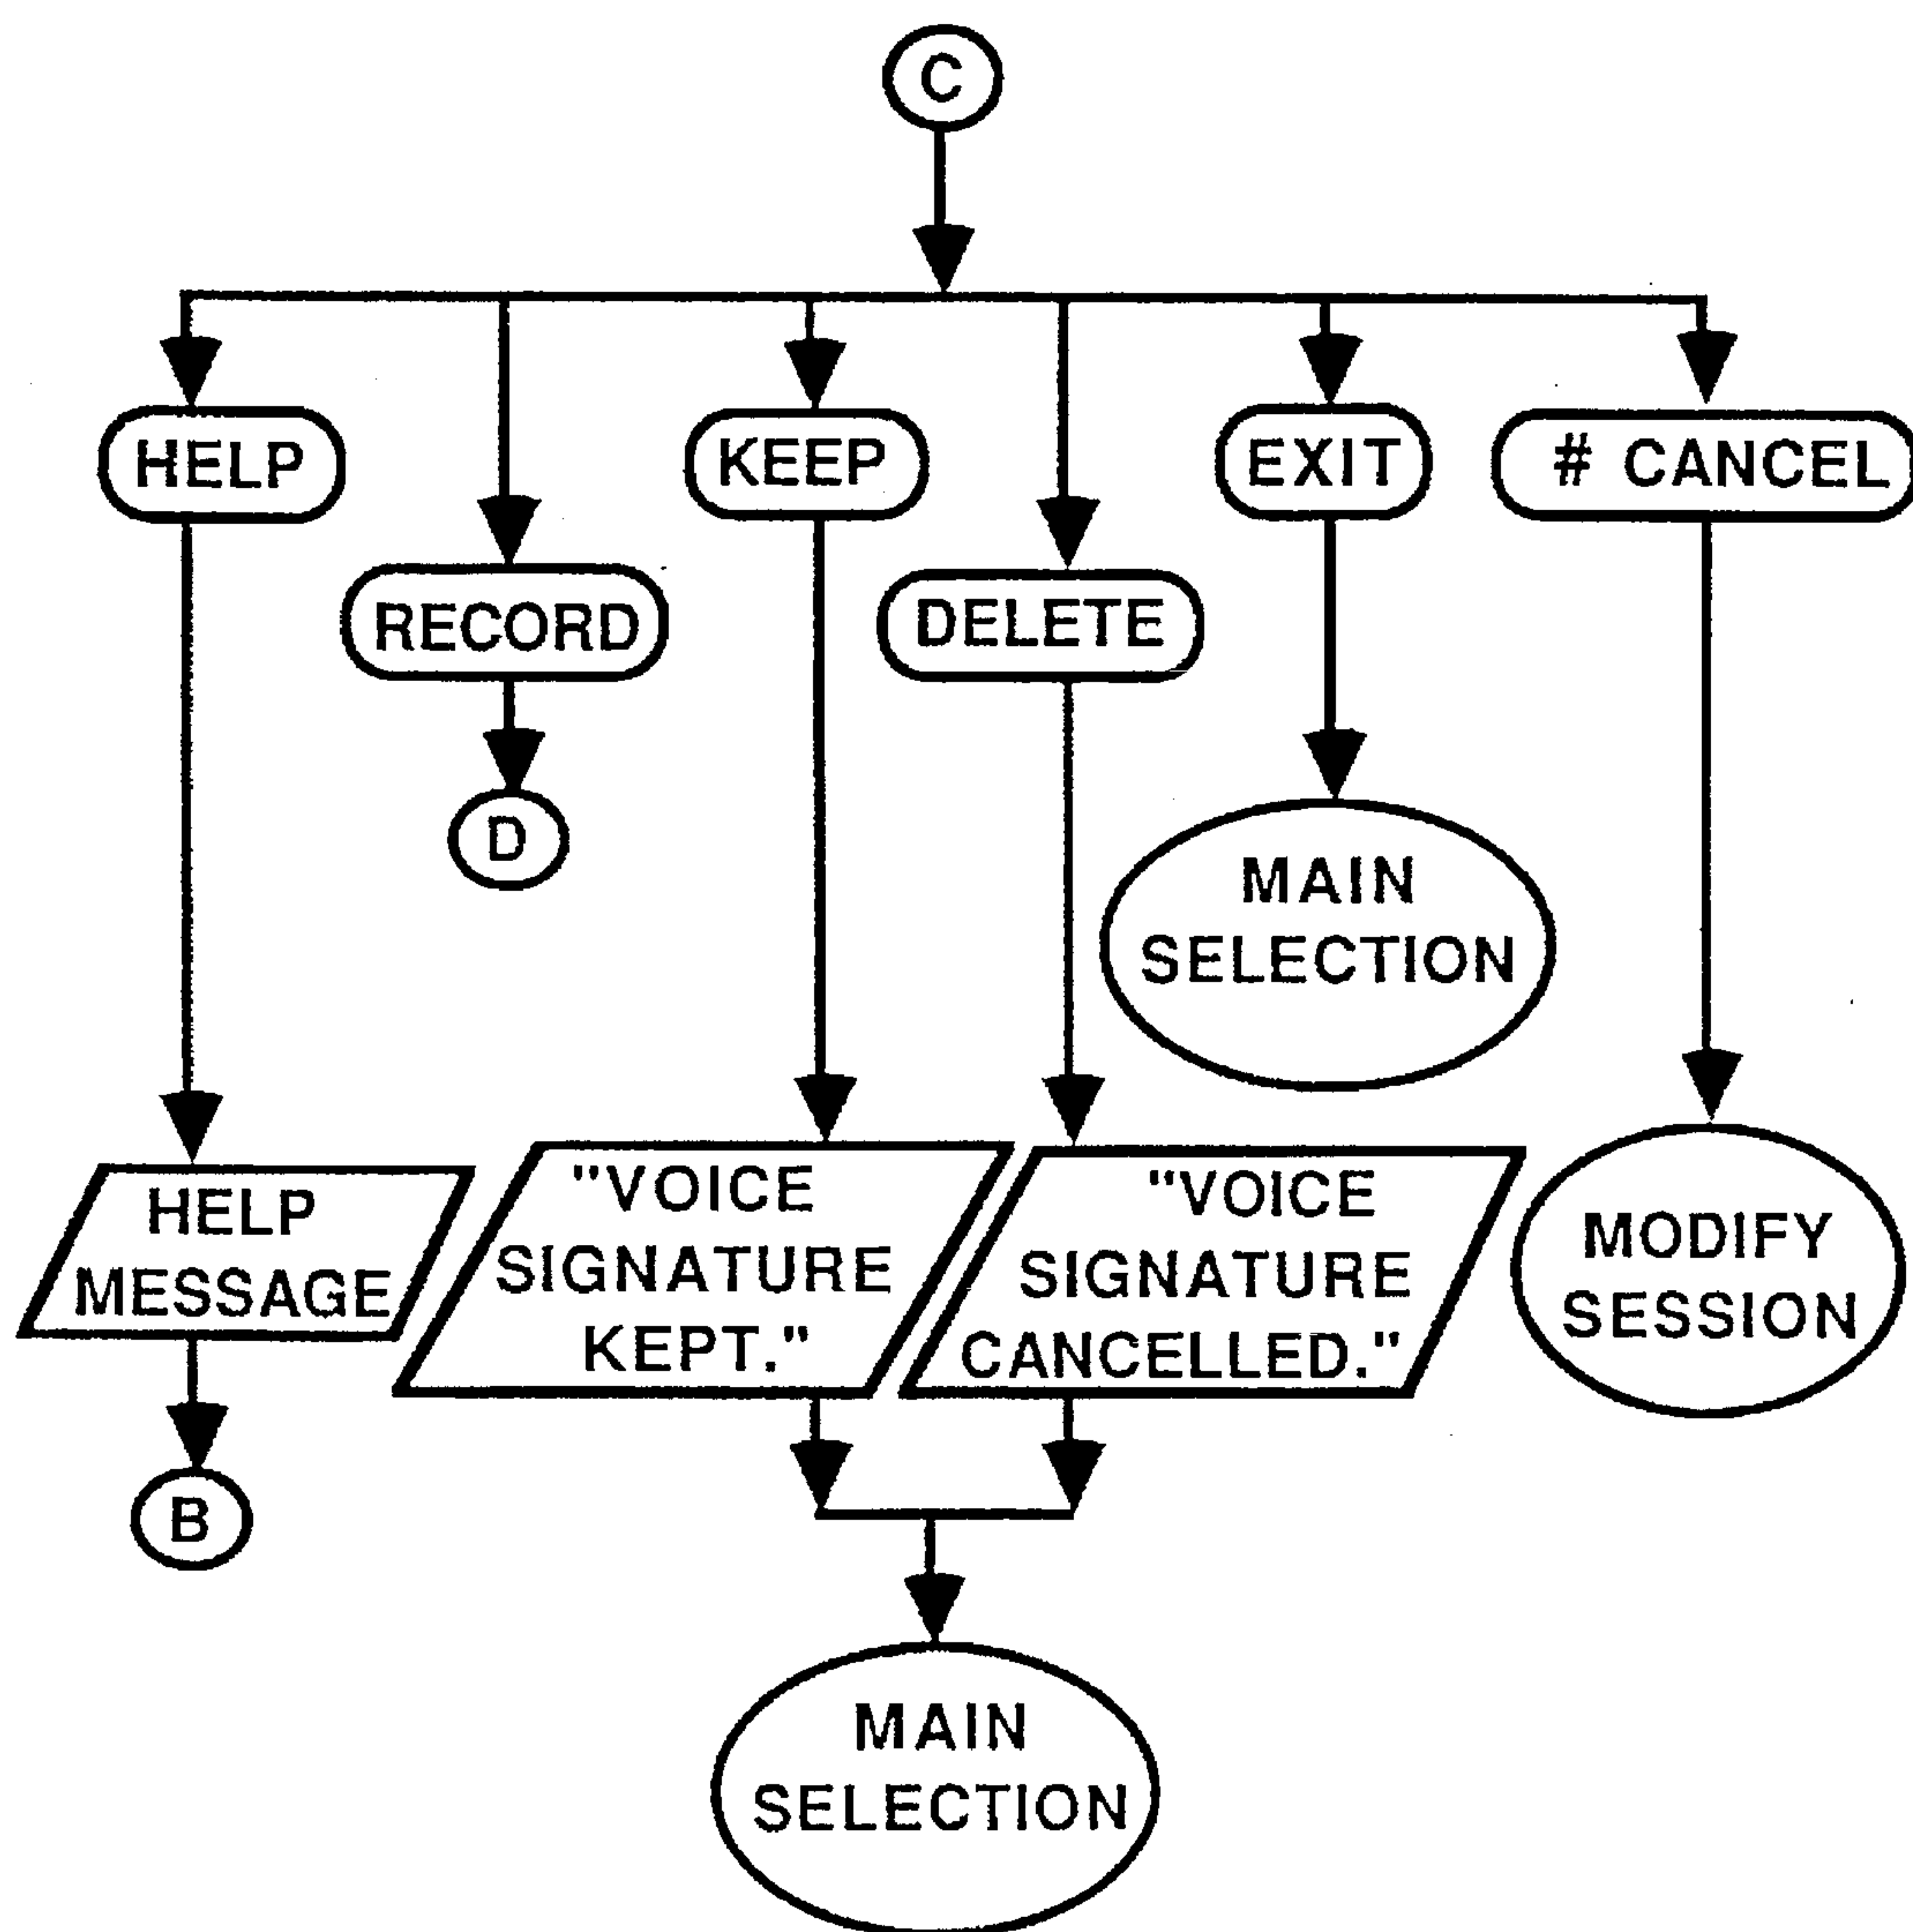 C
HELP
KEEP
EXIT
# CANCEL
RECORD
DELETE
D
MAIN
SELECTION
HELP
MESSAGE
"VOICE
SIGNATURE
KEPT."
"VOICE
SIGNATURE
CANCELLED."
MODIFY
SESSION
B
MAIN
SELECTION